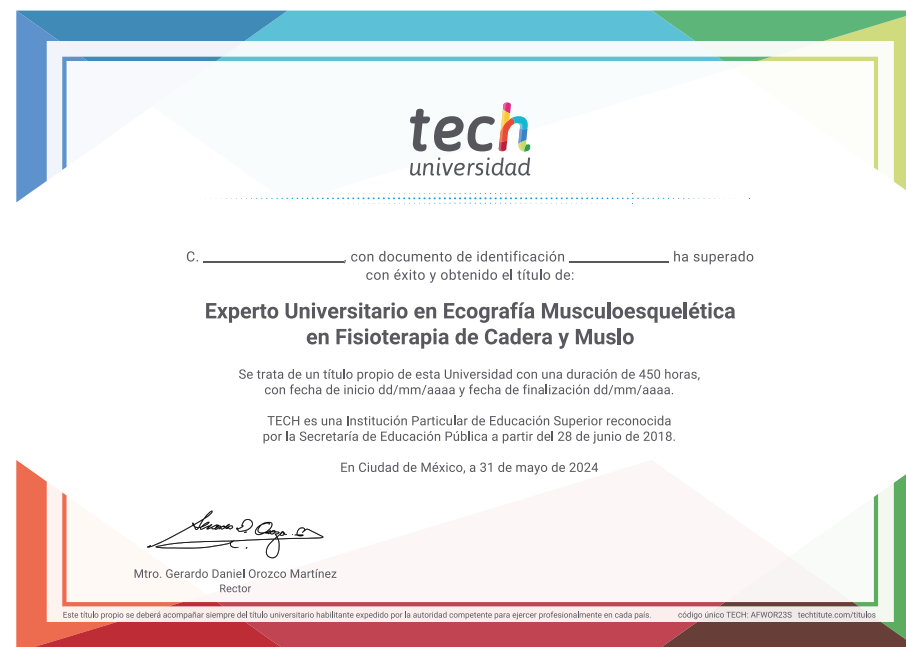 tech
universidad
C. ____________________, con documento de identificación ______________ ha superado
con éxito y obtenido el título de:
Experto Universitario en Ecografía Musculoesquelética
en Fisioterapia de Cadera y Muslo
Se trata de un título propio de esta Universidad con una duración de 450 horas,
con fecha de inicio dd/mm/aaaa y fecha de finalización dd/mm/aaaa.
TECH es una Institución Particular de Educación Superior reconocida
por la Secretaría de Educación Pública a partir del 28 de junio de 2018.
En Ciudad de México, a 31 de mayo de 2024
Mtro. Gerardo Daniel Orozco Martínez
Rector
Este título propio se deberá acompañar siempre del título universitario habilitante expedido por la autoridad competente para ejercer profesionalmente en cada país. código único TECH: AFWOR23S techtitute.com/titulos